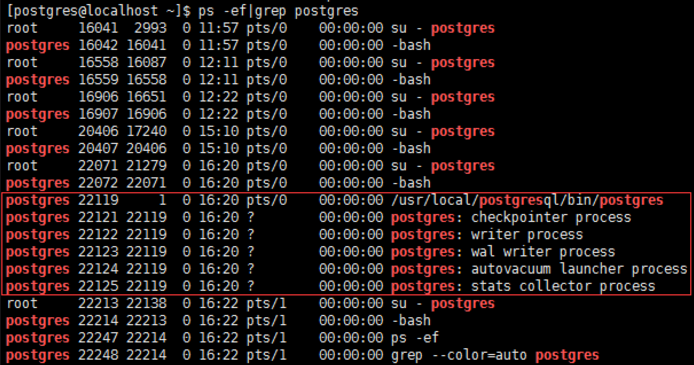 [postgres@localhost ~]$ ps -ef|grep postgres
root 16041 2993 0 11:57 pts/0 00:00:00 su - postgres
postgres 16042 16041 0 11:57 pts/0 00:00:00 -bash
root 16558 16087 0 12:11 pts/0 00:00:00 su - postgres
postgres 16559 16558 0 12:11 pts/0 00:00:00 -bash
root 16906 16651 0 12:22 pts/0 00:00:00 su - postgres
postgres 16907 16906 0 12:22 pts/0 00:00:00 -bash
root 20406 17240 0 15:10 pts/0 00:00:00 su - postgres
postgres 20407 20406 0 15:10 pts/0 00:00:00 -bash
root 22071 21279 0 16:20 pts/0 00:00:00 su - postgres
postgres 22072 22071 0 16:20 pts/0 00:00:00 -bash
postgres 22119 1 0 16:20 pts/0 00:00:00 /usr/local/postgresql/bin/postgres
postgres 22121 22119 0 16:20 ? 00:00:00 postgres: checkpointer process
postgres 22122 22119 0 16:20 ? 00:00:00 postgres: writer process
postgres 22123 22119 0 16:20 ? 00:00:00 postgres: wal writer process
postgres 22124 22119 0 16:20 ? 00:00:00 postgres: autovacuum launcher process
postgres 22125 22119 0 16:20 ? 00:00:00 postgres: stats collector process
root 22213 22138 0 16:22 pts/1 00:00:00 su - postgres
postgres 22214 22213 0 16:22 pts/1 00:00:00 -bash
postgres 22247 22214 0 16:22 pts/1 00:00:00 ps -ef
postgres 22248 22214 0 16:22 pts/1 00:00:00 grep --color=auto postgres